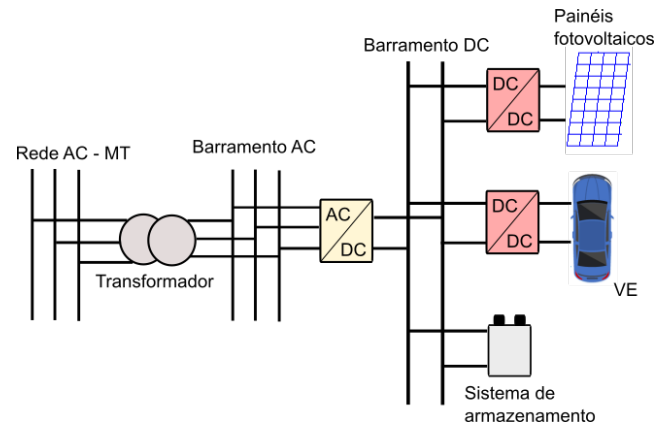 Painéis
fotovoltaicos
Barramento DC
DC
DC
Rede AC - MT
Barramento AC
AC
DC
DC
DC
Transformador
VE
Sistema de
armazenamento